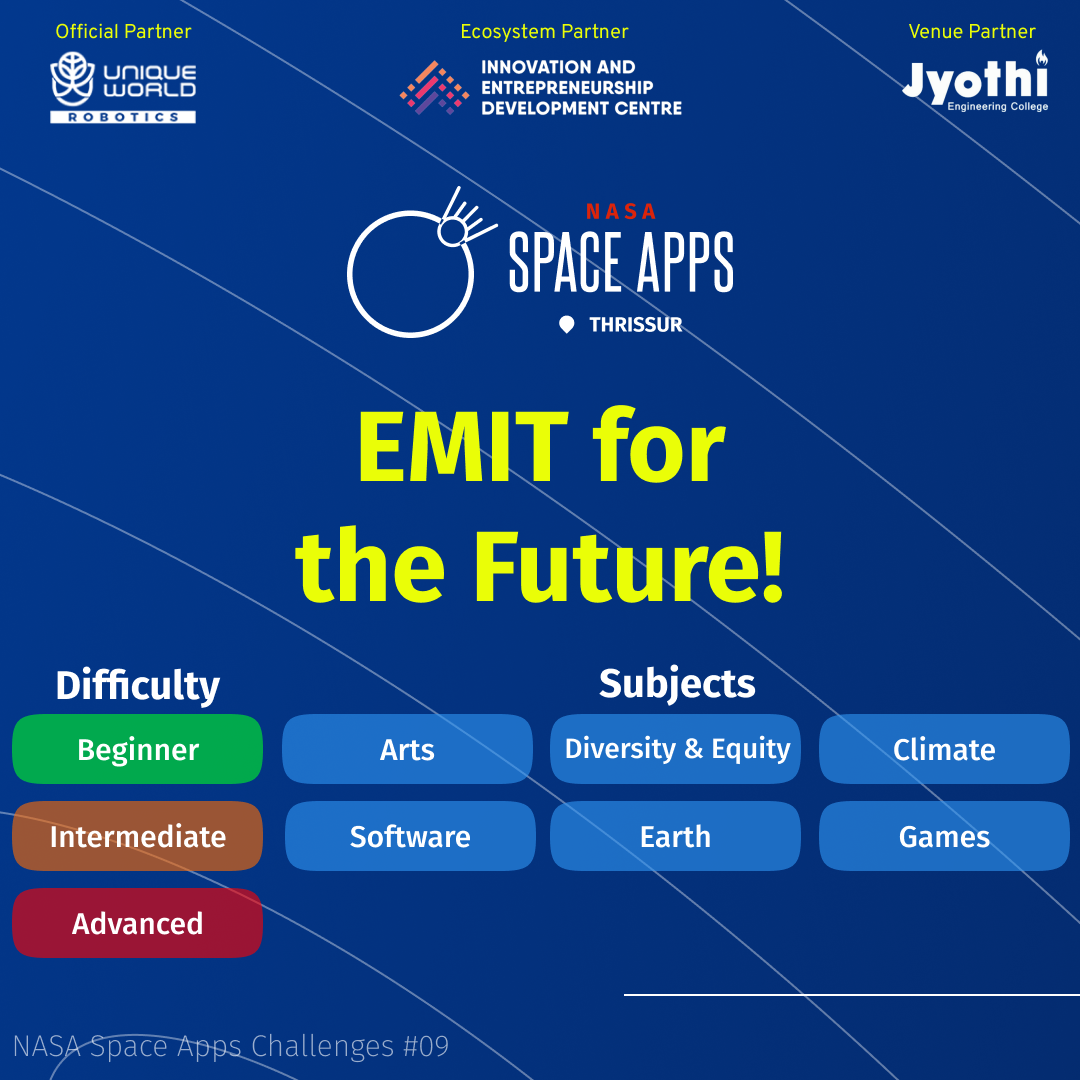 Official Partner
UNIQUE
WORLD
ROBOTICS
Ecosystem Partner
INNOVATION AND
ENTREPRENEURSHIP
DEVELOPMENT CENTRE
Venue Partner
Jyothi
Engineering College
NASA
SPACE APPS
THRISSUR
EMIT for
the Future!
Difficulty
Subjects
Beginner
Arts
Diversity & Equity
Climate
Intermediate
Software
Earth
Games
Advanced
NASA Space Apps Challenges #09